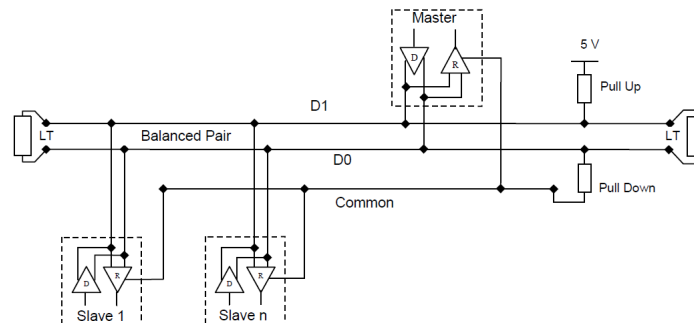 Master
D
R
5 V
Pull Up
D1
LT
Balanced Pair
LT
D0
Pull Down
Common
D
R
D
R
Slave 1
Slave n